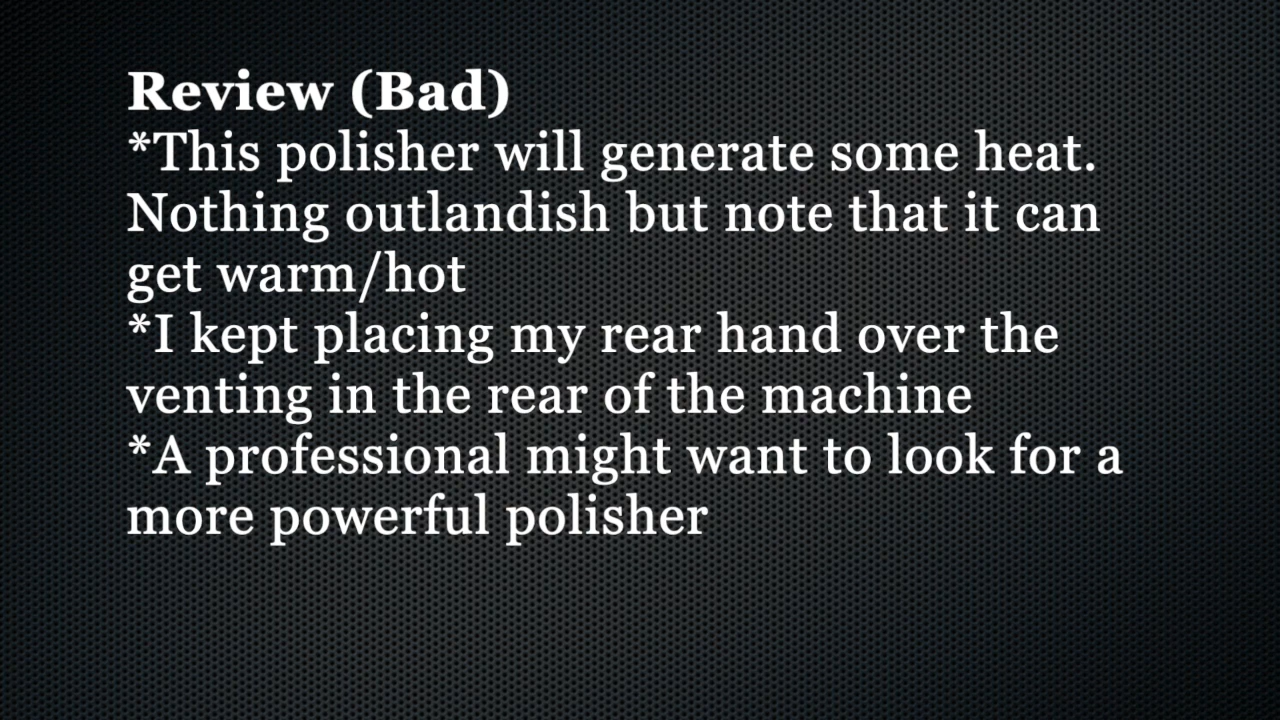 Review (Bad)
*This polisher will generate some heat.
Nothing outlandish but note that it can
get warm/hot
*I kept placing my rear hand over the
venting in the rear of the machine
*A professional might want to look for a
more powerful polisher